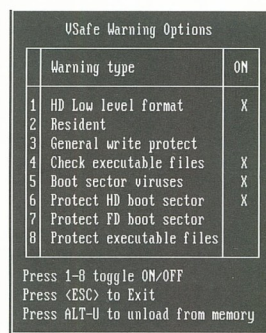 VSafe Warning Options
Warning type ON
1 HD Low level format X
2 Resident
3 General write protect
4 Check executable files X
5 Boot sector viruses X
6 Protect HD boot sector X
7 Protect FD boot sector
8 Protect executable files
Press 1-8 toggle ON/OFF
Press <ESC> to Exit
Press ALT-U to unload from memory